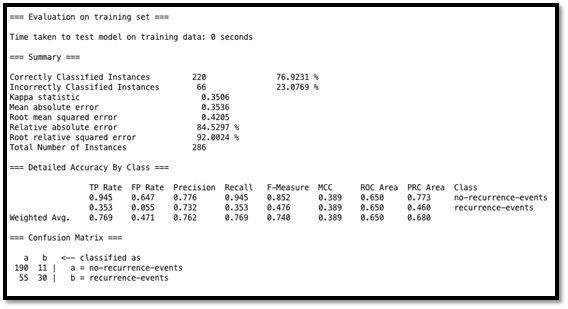 === Evaluation on training set ===
Time taken to test model on training data: 0 seconds
=== Summary ===
Correctly Classified Instances 220 76.9231 %
Incorrectly Classified Instances 66 23.0769 %
Kappa statistic 0.3506
Mean absolute error 0.3536
Root mean squared error 0.4205
Relative absolute error 84.5297 %
Root relative squared error 92.0024 %
Total Number of Instances 286
=== Detailed Accuracy By Class ===
TP Rate FP Rate Precision Recall F-Measure MCC ROC Area PRC Area Class
0.945 0.647 0.776 0.945 0.852 0.389 0.650 0.773 no-recurrence-events
0.353 0.055 0.732 0.353 0.476 0.389 0.650 0.460 recurrence-events
Weighted Avg. 0.769 0.471 0.762 0.769 0.740 0.389 0.650 0.680
=== Confusion Matrix ===
a b <-- classified as
190 11 | a = no-recurrence-events
55 30 | b = recurrence-events